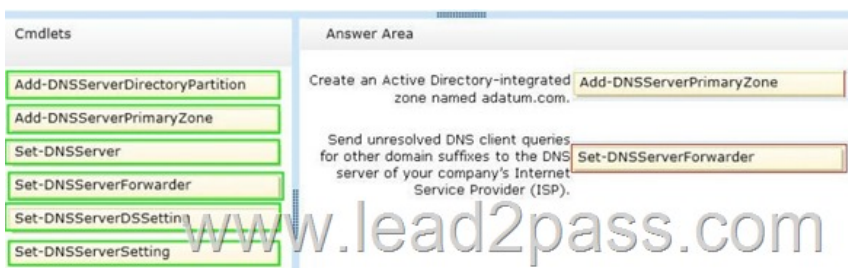 Cmdlets
Answer Area
Add-DNSServerDirectoryPartition
Add-DNSServerPrimaryZone
Set-DNSServer
Set-DNSServerForwarder
Set-DNSServerDSSetting
Set-DNSServerSetting
Create an Active Directory-integrated
zone named adatum.com.
Add-DNSServerPrimaryZone
Send unresolved DNS client queries
for other domain suffixes to the DNS
server of your company's Internet
Service Provider (ISP).
Set-DNSServerForwarder
www.lead2pass.com